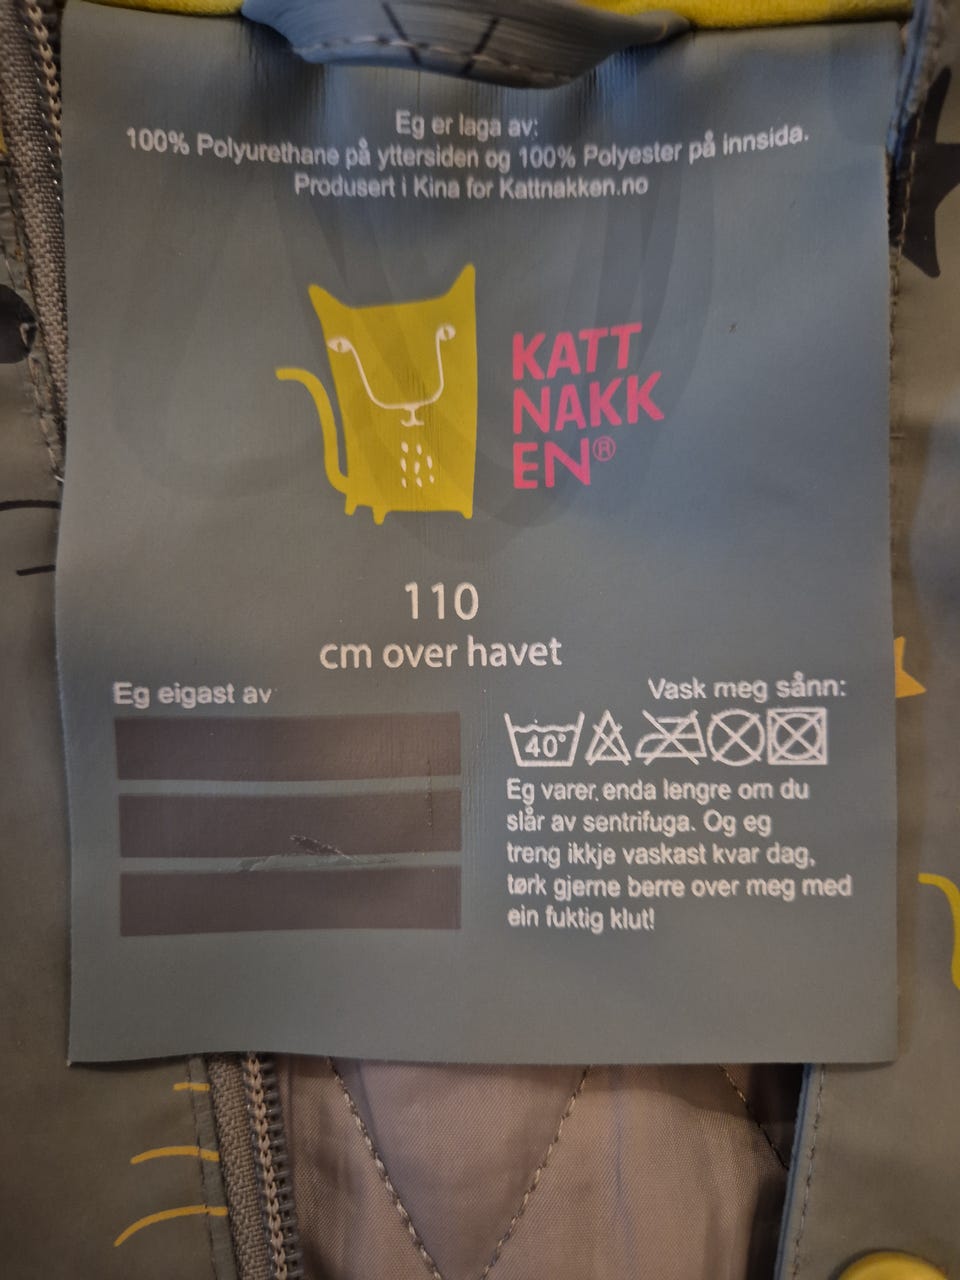 Eg er laga av:
100% Polyurethane på yttersiden og 100% Polyester på innsida.
Produsert i Kina for Kattnakken.no
KATT
NAKK
EN®
110
cm over havet
Eg eigast av
Vask meg sånn:
40°
Eg varer enda lengre om du
slår av sentrifuga. Og eg
treng ikkje vaskast kvar dag,
tørk gjerne berre over meg med
ein fuktig klut!